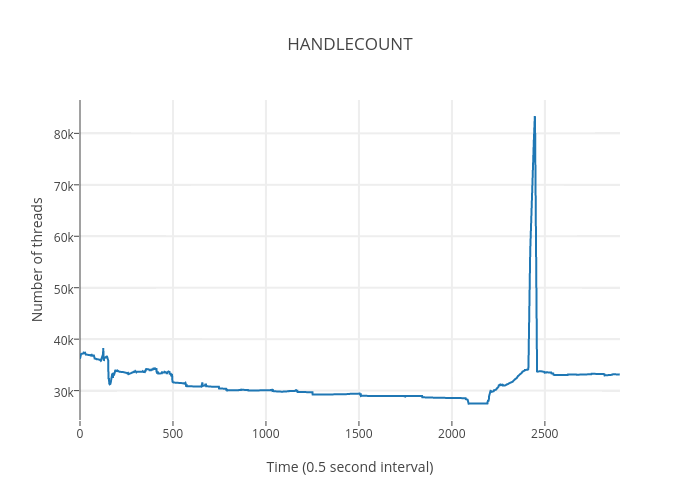 HANDLECOUNT
Number of threads
80k
70k
60k
50k
40k
30k
0 500 1000 1500 2000 2500
Time (0.5 second interval)